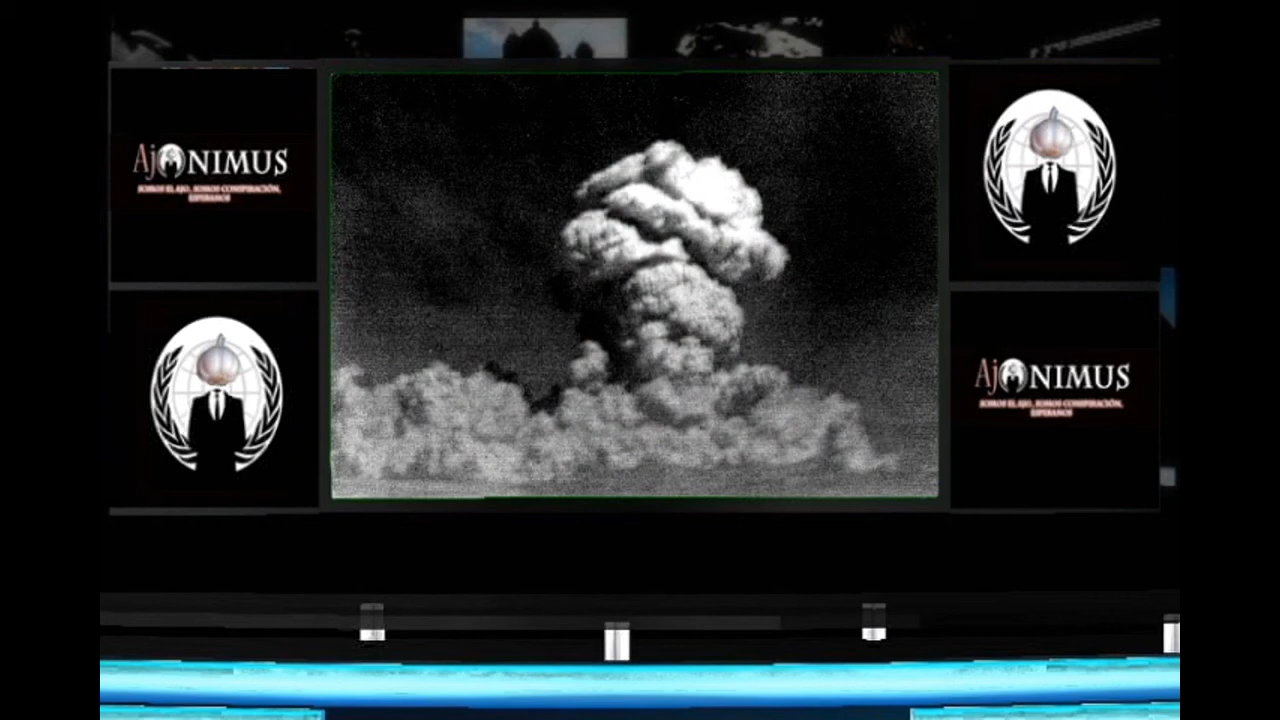 AjONIMUS
SOMOS EL AJO, SOMOS CONSPIRACIÓN,
ESPERANOS
AjONIMUS
SOMOS EL AJO, SOMOS CONSPIRACIÓN,
ESPERANOS